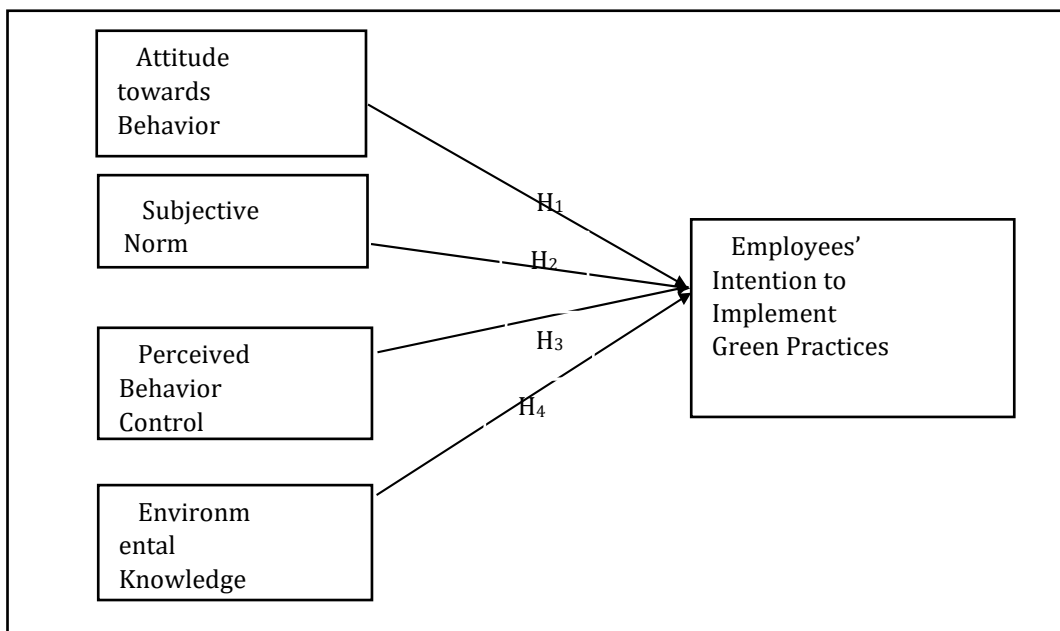 Attitude
towards
Behavior
Subjective
Norm
Perceived
Behavior
Control
Environm
ental
Knowledge
H₁
H₂
H₃
H₄
Employees’
Intention to
Implement
Green Practices